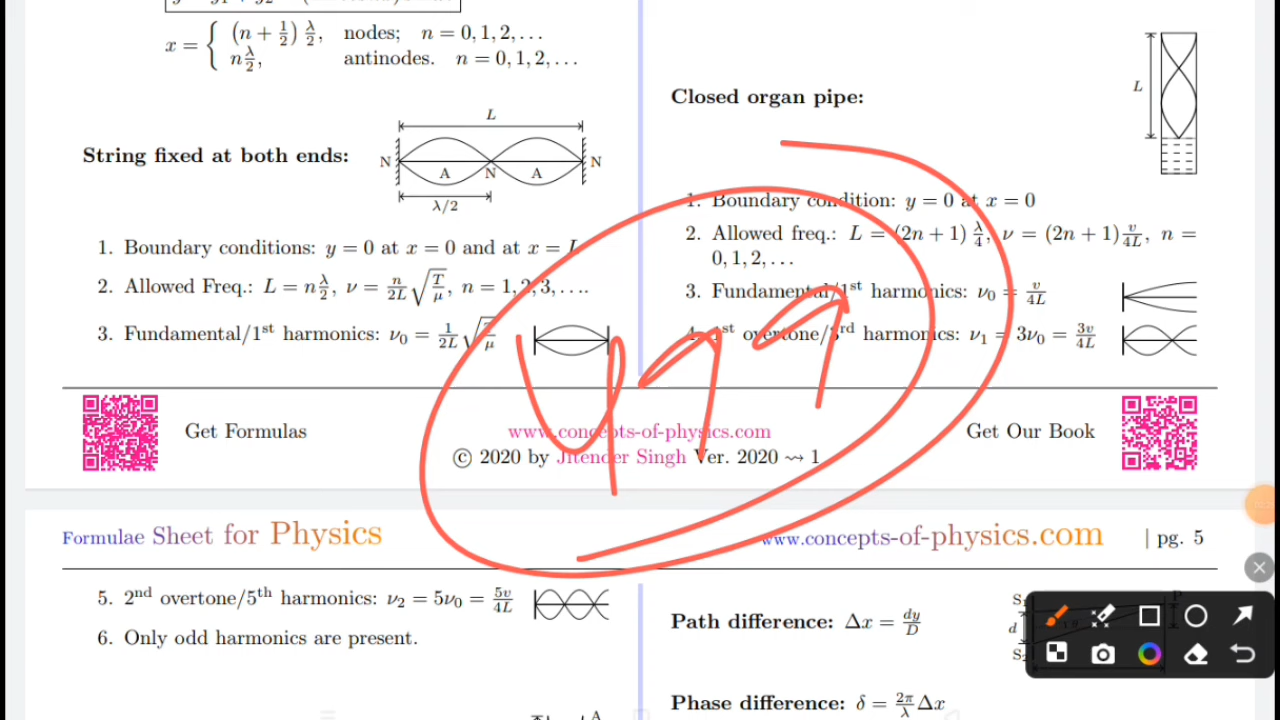 x = { (n + 1/2) λ/2, nodes; n = 0, 1, 2, . . .
nλ/2, antinodes. n = 0, 1, 2, . . .
String fixed at both ends:
L
N A N A N
λ/2
1. Boundary conditions: y = 0 at x = 0 and at x = L
2. Allowed Freq.: L = nλ/2, ν = n/2L √T/μ, n = 1, 2, 3, . . . .
3. Fundamental/1st harmonics: ν0 = 1/2L √T/μ
Closed organ pipe:
L
1. Boundary condition: y = 0 at x = 0
2. Allowed freq.: L = (2n + 1) λ/4, ν = (2n + 1) v/4L, n =
0, 1, 2, . . .
3. Fundamental/1st harmonics: ν0 = v/4L
4. 1st overtone/3rd harmonics: ν1 = 3ν0 = 3v/4L
Get Formulas
www.concepts-of-physics.com
© 2020 by Jitender Singh Ver. 2020 ⇝ 1
Get Our Book
Formulae Sheet for Physics
www.concepts-of-physics.com | pg. 5
5. 2nd overtone/5th harmonics: ν2 = 5ν0 = 5v/4L
6. Only odd harmonics are present.
A
Path difference: Δx = dy/D
d
Phase difference: δ = 2π/λ Δx